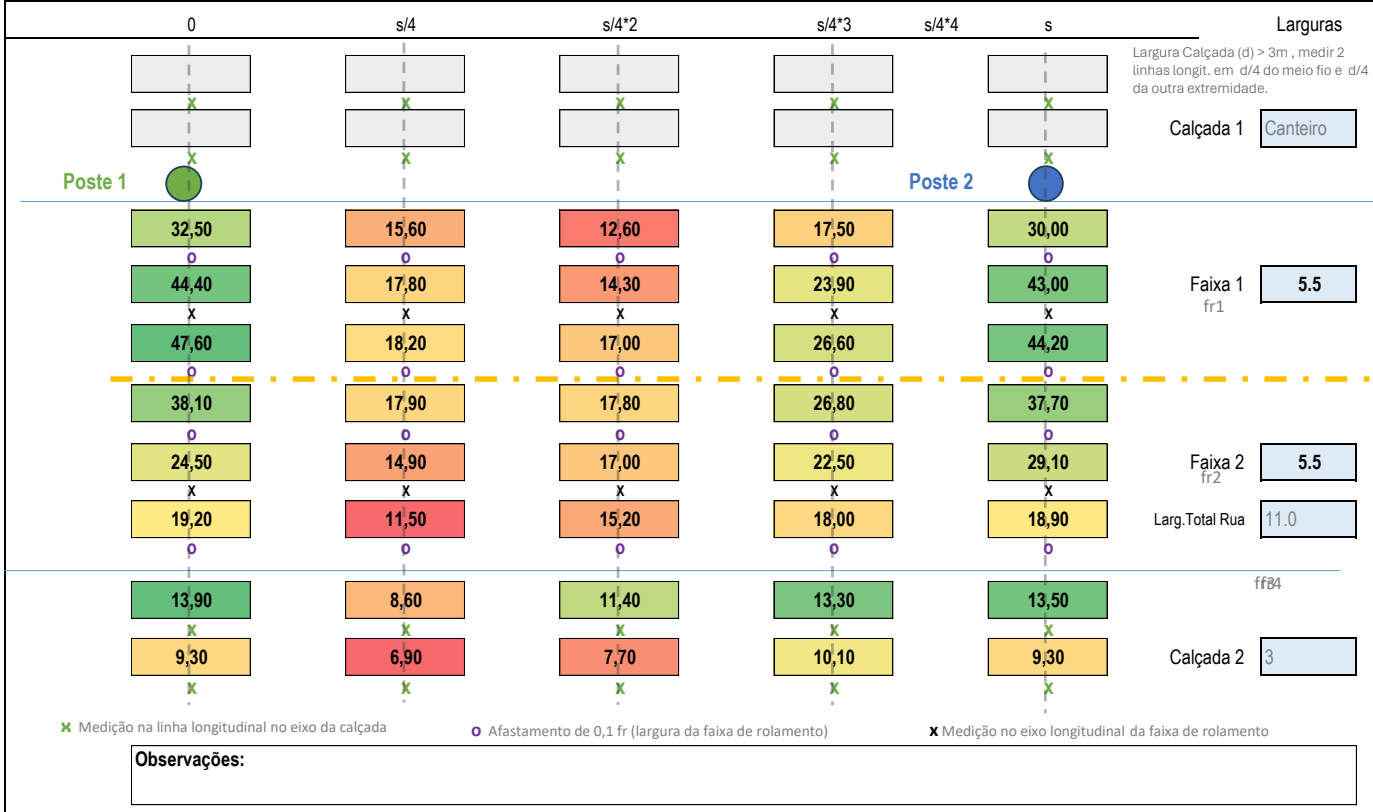 0 s/4 s/4*2 s/4*3 s/4*4 s Larguras
Largura Calçada (d) > 3m , medir 2
linhas longit. em d/4 do meio fio e d/4
da outra extremidade.
x x x x x
Calçada 1 Canteiro
x x x x x
Poste 1 Poste 2
32,50 15,60 12,60 17,50 30,00
o o o o o
44,40 17,80 14,30 23,90 43,00 Faixa 1 5.5
fr1
x x x x x
47,60 18,20 17,00 26,60 44,20
o o o o o
38,10 17,90 17,80 26,80 37,70
o o o o o
24,50 14,90 17,00 22,50 29,10 Faixa 2 5.5
fr2
x x x x x
19,20 11,50 15,20 18,00 18,90 Larg.Total Rua 11.0
o o o o o
13,90 8,60 11,40 13,30 13,50
x x x x x
9,30 6,90 7,70 10,10 9,30 Calçada 2 3
x x x x x
x Medição na linha longitudinal no eixo da calçada o Afastamento de 0,1 fr (largura da faixa de rolamento) x Medição no eixo longitudinal da faixa de rolamento
Observações: